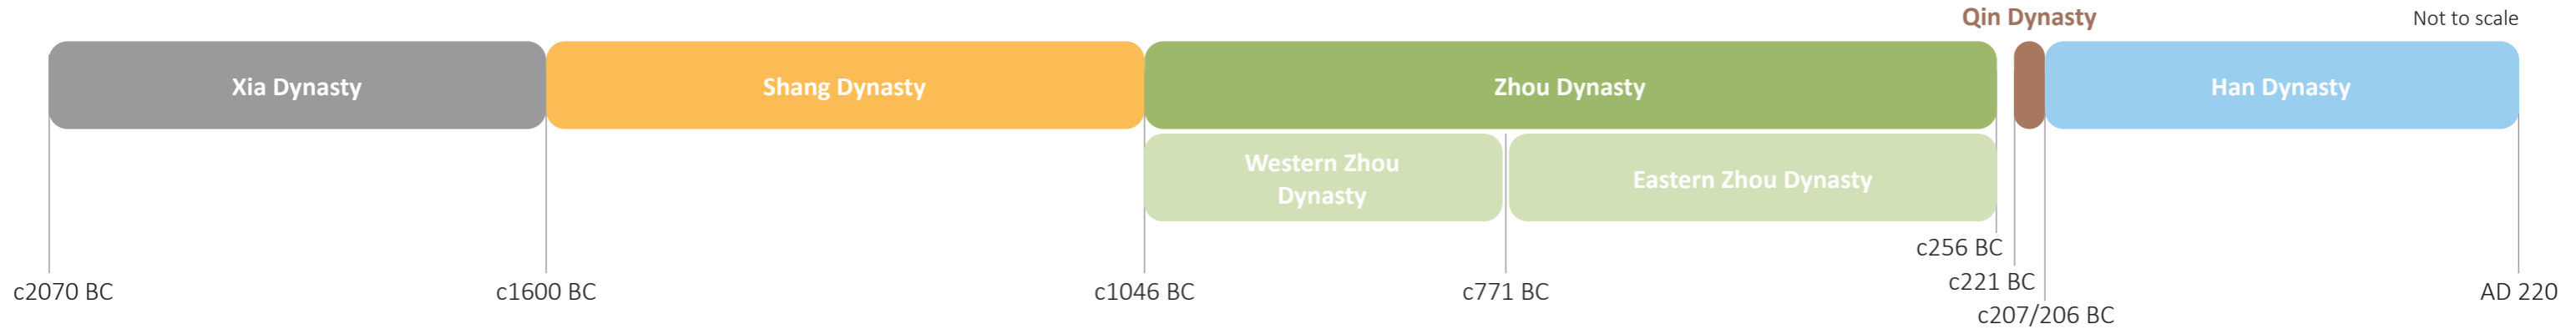 Qin Dynasty
Not to scale
Xia Dynasty
Shang Dynasty
Zhou Dynasty
Han Dynasty
Western Zhou
Dynasty
Eastern Zhou Dynasty
c256 BC
c221 BC
c2070 BC
c1600 BC
c1046 BC
c771 BC
AD 220
c207/206 BC